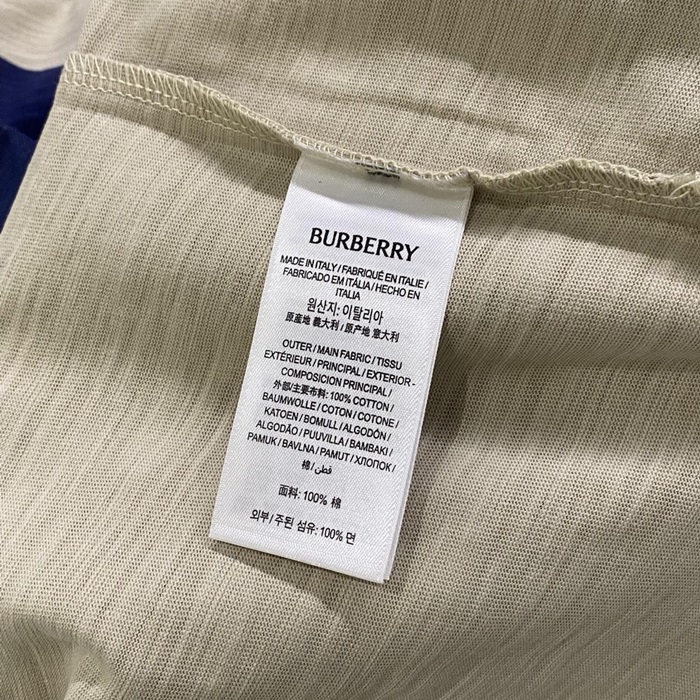 BURBERRY
MADE IN ITALY / FABRIQUÉ EN ITALIE /
FABRICADO EM ITÁLIA / HECHO EN
ITALIA
원산지: 이탈리아
原産地 義大利 / 原产地 意大利
OUTER / MAIN FABRIC / TISSU
EXTÉRIEUR / PRINCIPAL / EXTERIOR -
COMPOSICION PRINCIPAL /
外部/主要布料: 100% COTTON /
BAUMWOLLE / COTON / COTONE /
KATOEN / BOMULL / ALGODÓN /
ALGODÃO / PUUVILLA / BAMBAKI /
PAMUK / BAVLNA / PAMUT / ХЛОПОК /
棉 / قطن /
面料: 100% 棉
외부 / 주된 섬유: 100% 면